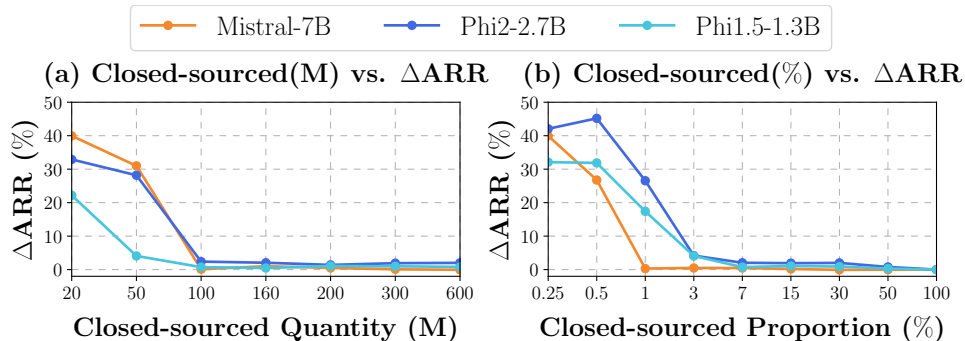 Mistral-7B Phi2-2.7B Phi1.5-1.3B
(a) Closed-sourced(M) vs. ΔARR
50
40
30
20
10
0
ΔARR (%)
20 50 100 160 200 300 600
Closed-sourced Quantity (M)
(b) Closed-sourced(%) vs. ΔARR
50
40
30
20
10
0
ΔARR (%)
0.25 0.5 1 3 7 15 30 50 100
Closed-sourced Proportion (%)